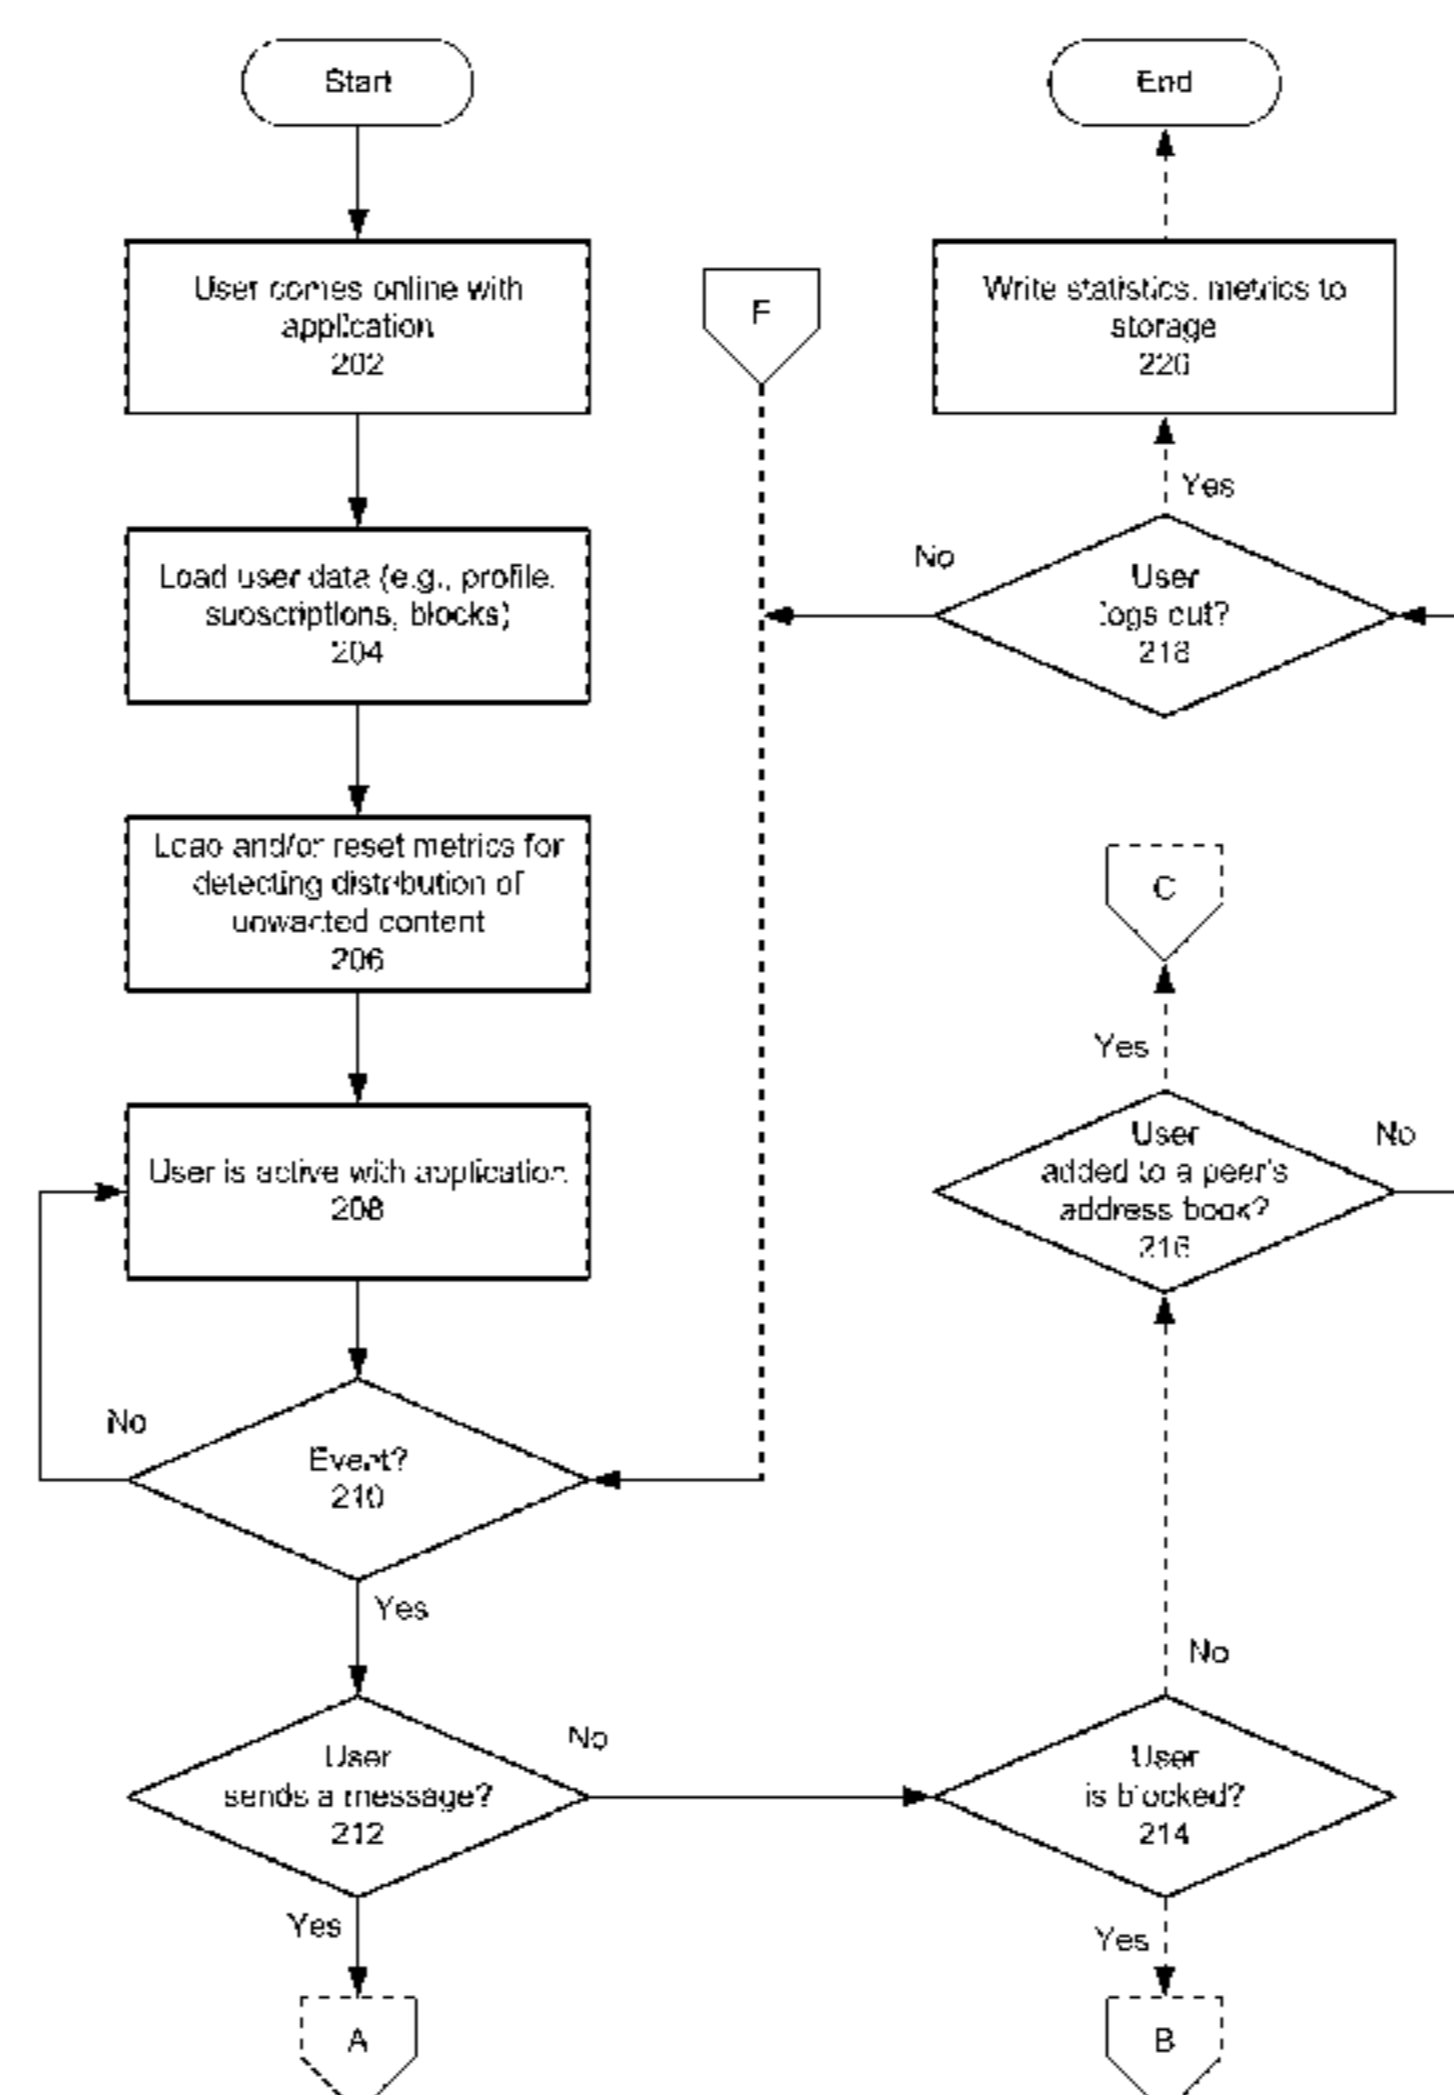 Start
User comes online with
application
202
Load user data (e.g., profile,
subscriptions, blocks)
204
Load and/or reset metrics for
detecting distribution of
unwanted content
206
User is active with application
208
No
Event?
210
Yes
User
sends a message?
212
No
Yes
A
F
End
Write statistics, metrics to
storage
220
Yes
No
User
logs out?
218
C
Yes
User
added to a peer's
address book?
216
No
No
User
is blocked?
214
Yes
B